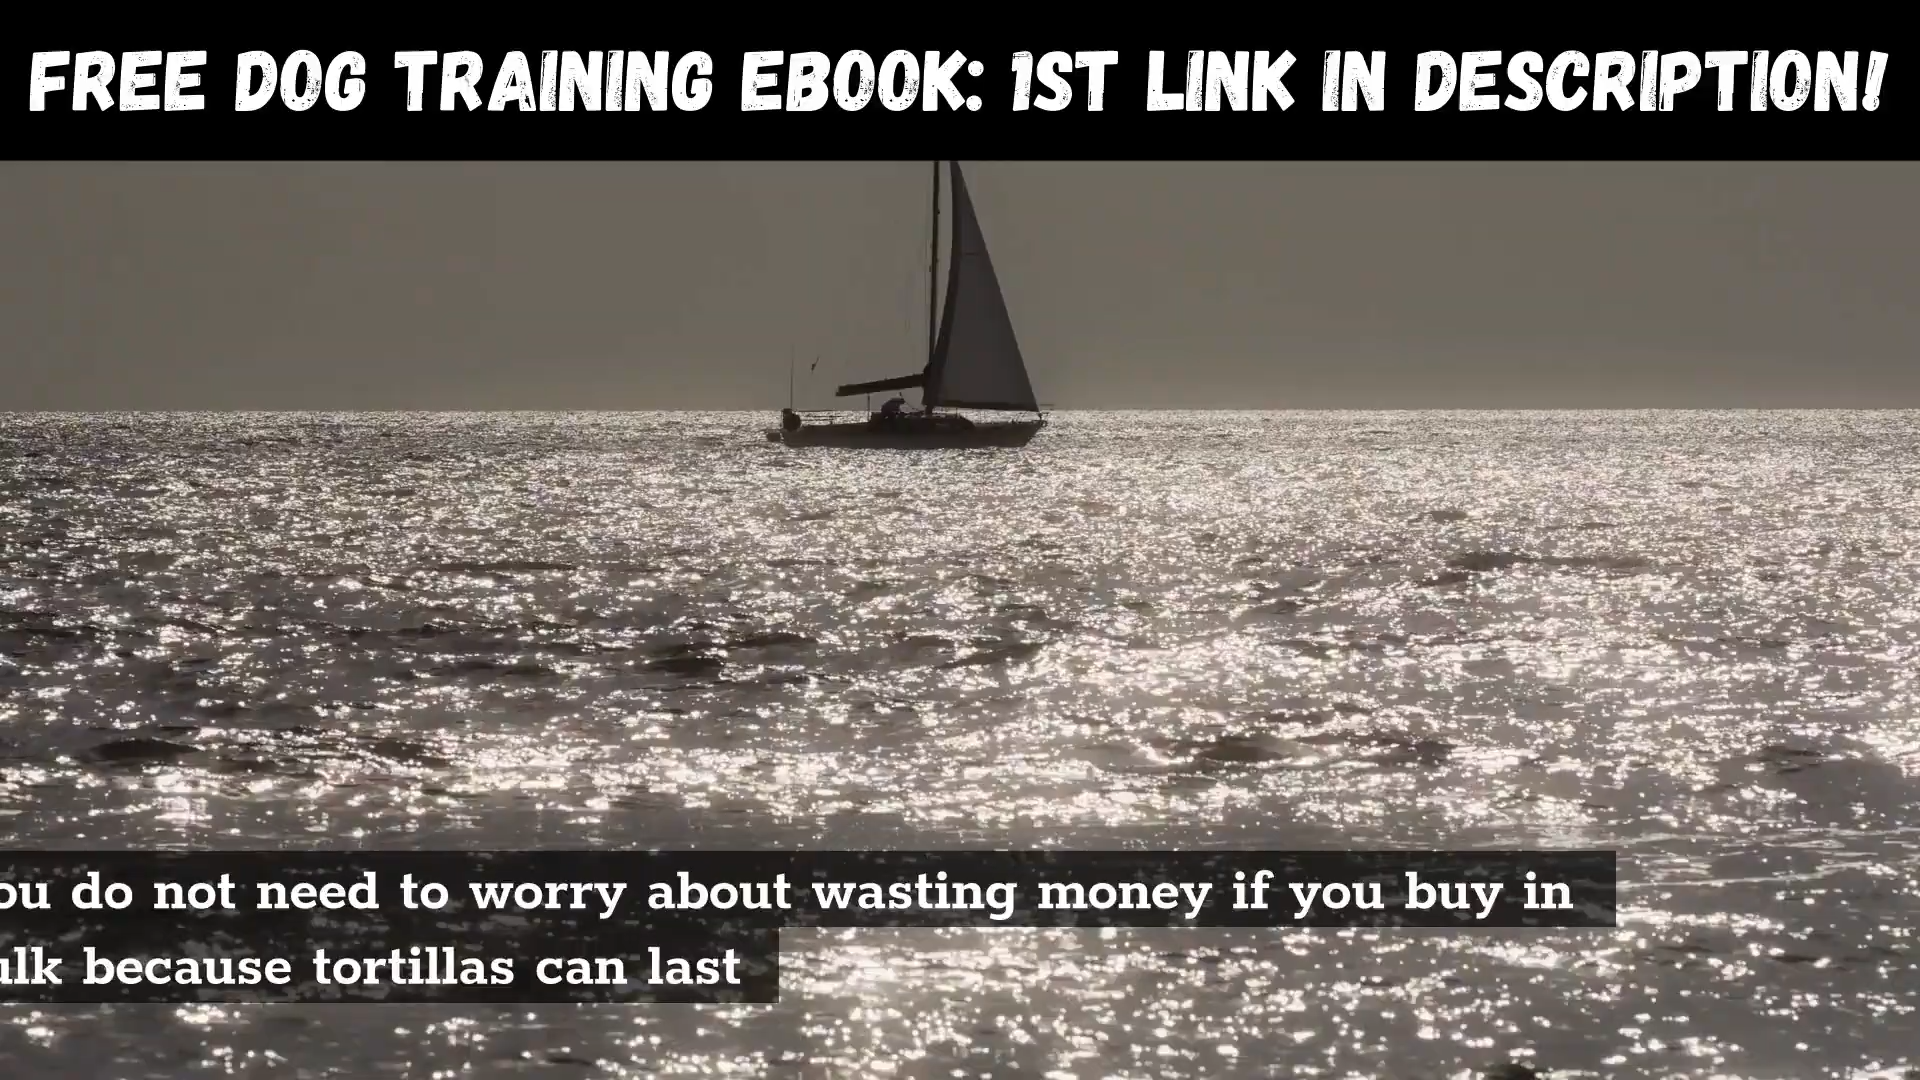 FREE DOG TRAINING EBOOK: 1ST LINK IN DESCRIPTION!
ou do not need to worry about wasting money if you buy in
ulk because tortillas can last